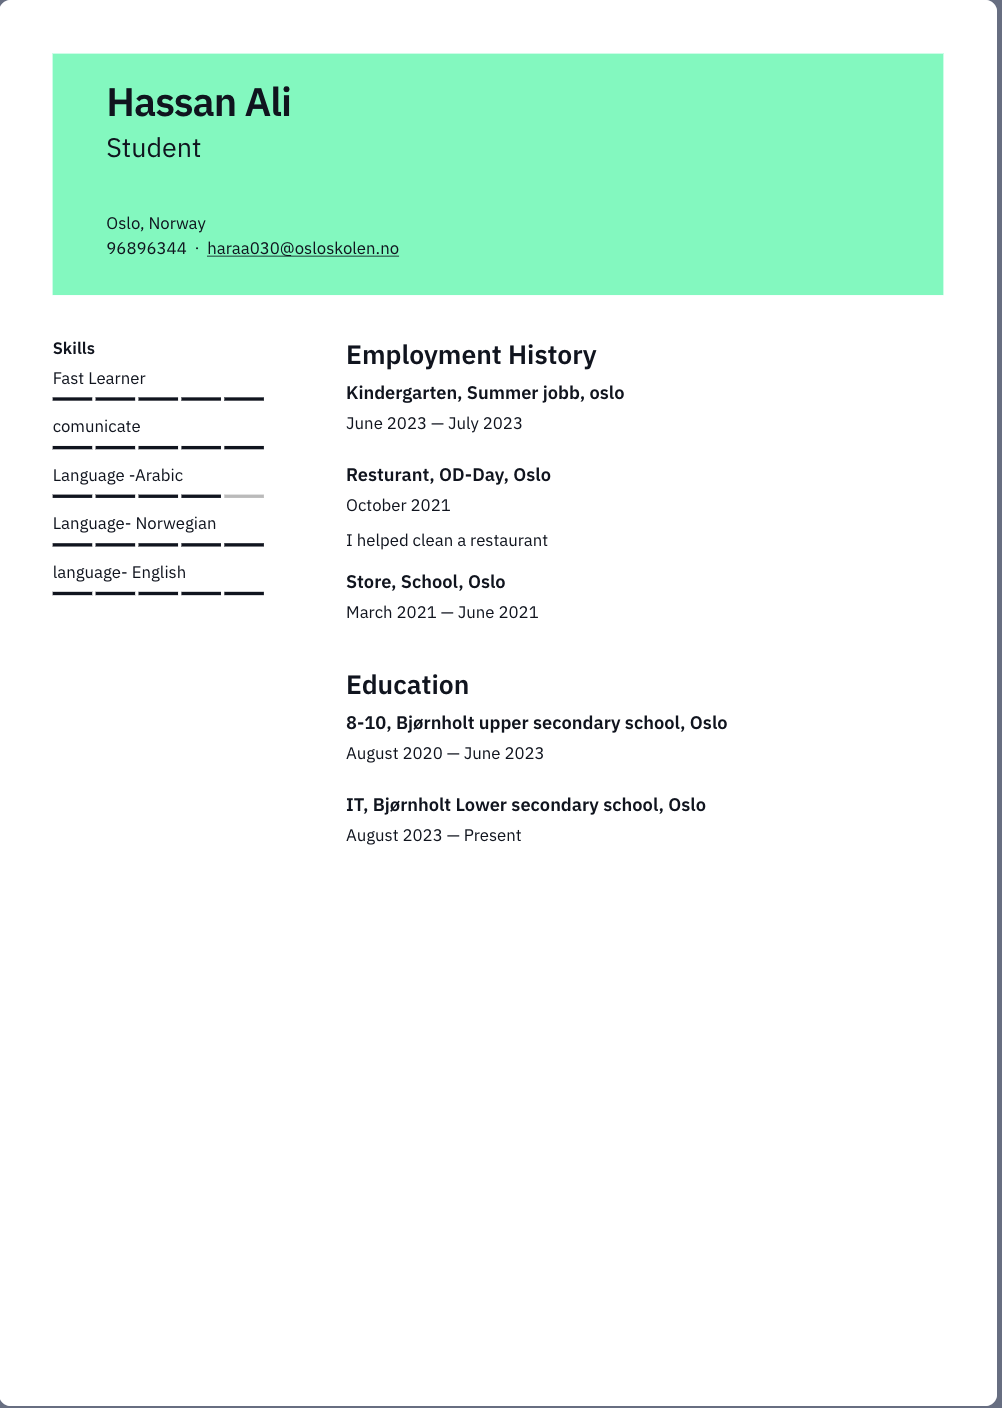 Hassan Ali
Student
Oslo, Norway
96896344 · haraa030@osloskolen.no
Skills
Fast Learner
comunicate
Language -Arabic
Language- Norwegian
language- English
Employment History
Kindergarten, Summer jobb, oslo
June 2023 — July 2023
Resturant, OD-Day, Oslo
October 2021
I helped clean a restaurant
Store, School, Oslo
March 2021 — June 2021
Education
8-10, Bjørnholt upper secondary school, Oslo
August 2020 — June 2023
IT, Bjørnholt Lower secondary school, Oslo
August 2023 — Present